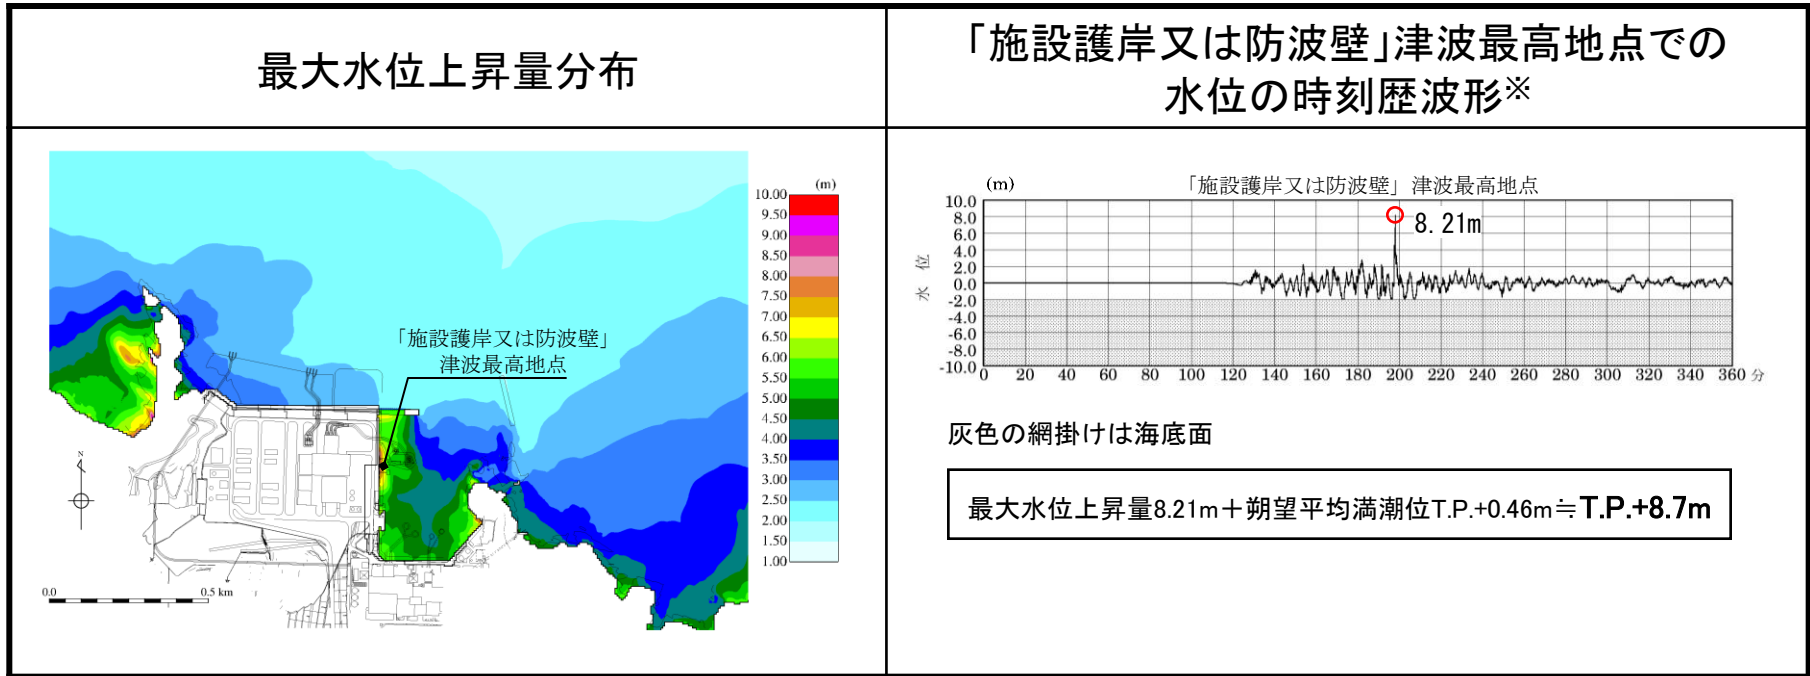 最大水位上昇量分布
「施設護岸又は防波壁」津波最高地点での
水位の時刻歴波形※
(m)
10.00
9.50
9.00
8.50
8.00
7.50
7.00
6.50
6.00
5.50
5.00
4.50
4.00
3.50
3.00
2.50
2.00
1.50
1.00
「施設護岸又は防波壁」
津波最高地点
N
0.0
0.5 km
(m)
「施設護岸又は防波壁」津波最高地点
10.0
8.0
6.0
4.0
2.0
0.0
-2.0
-4.0
-6.0
-8.0
-10.0
水 位
8.21m
0 20 40 60 80 100 120 140 160 180 200 220 240 260 280 300 320 340 360 分
灰色の網掛けは海底面
最大水位上昇量8.21m+朔望平均満潮位T.P.+0.46m≒T.P.+8.7m